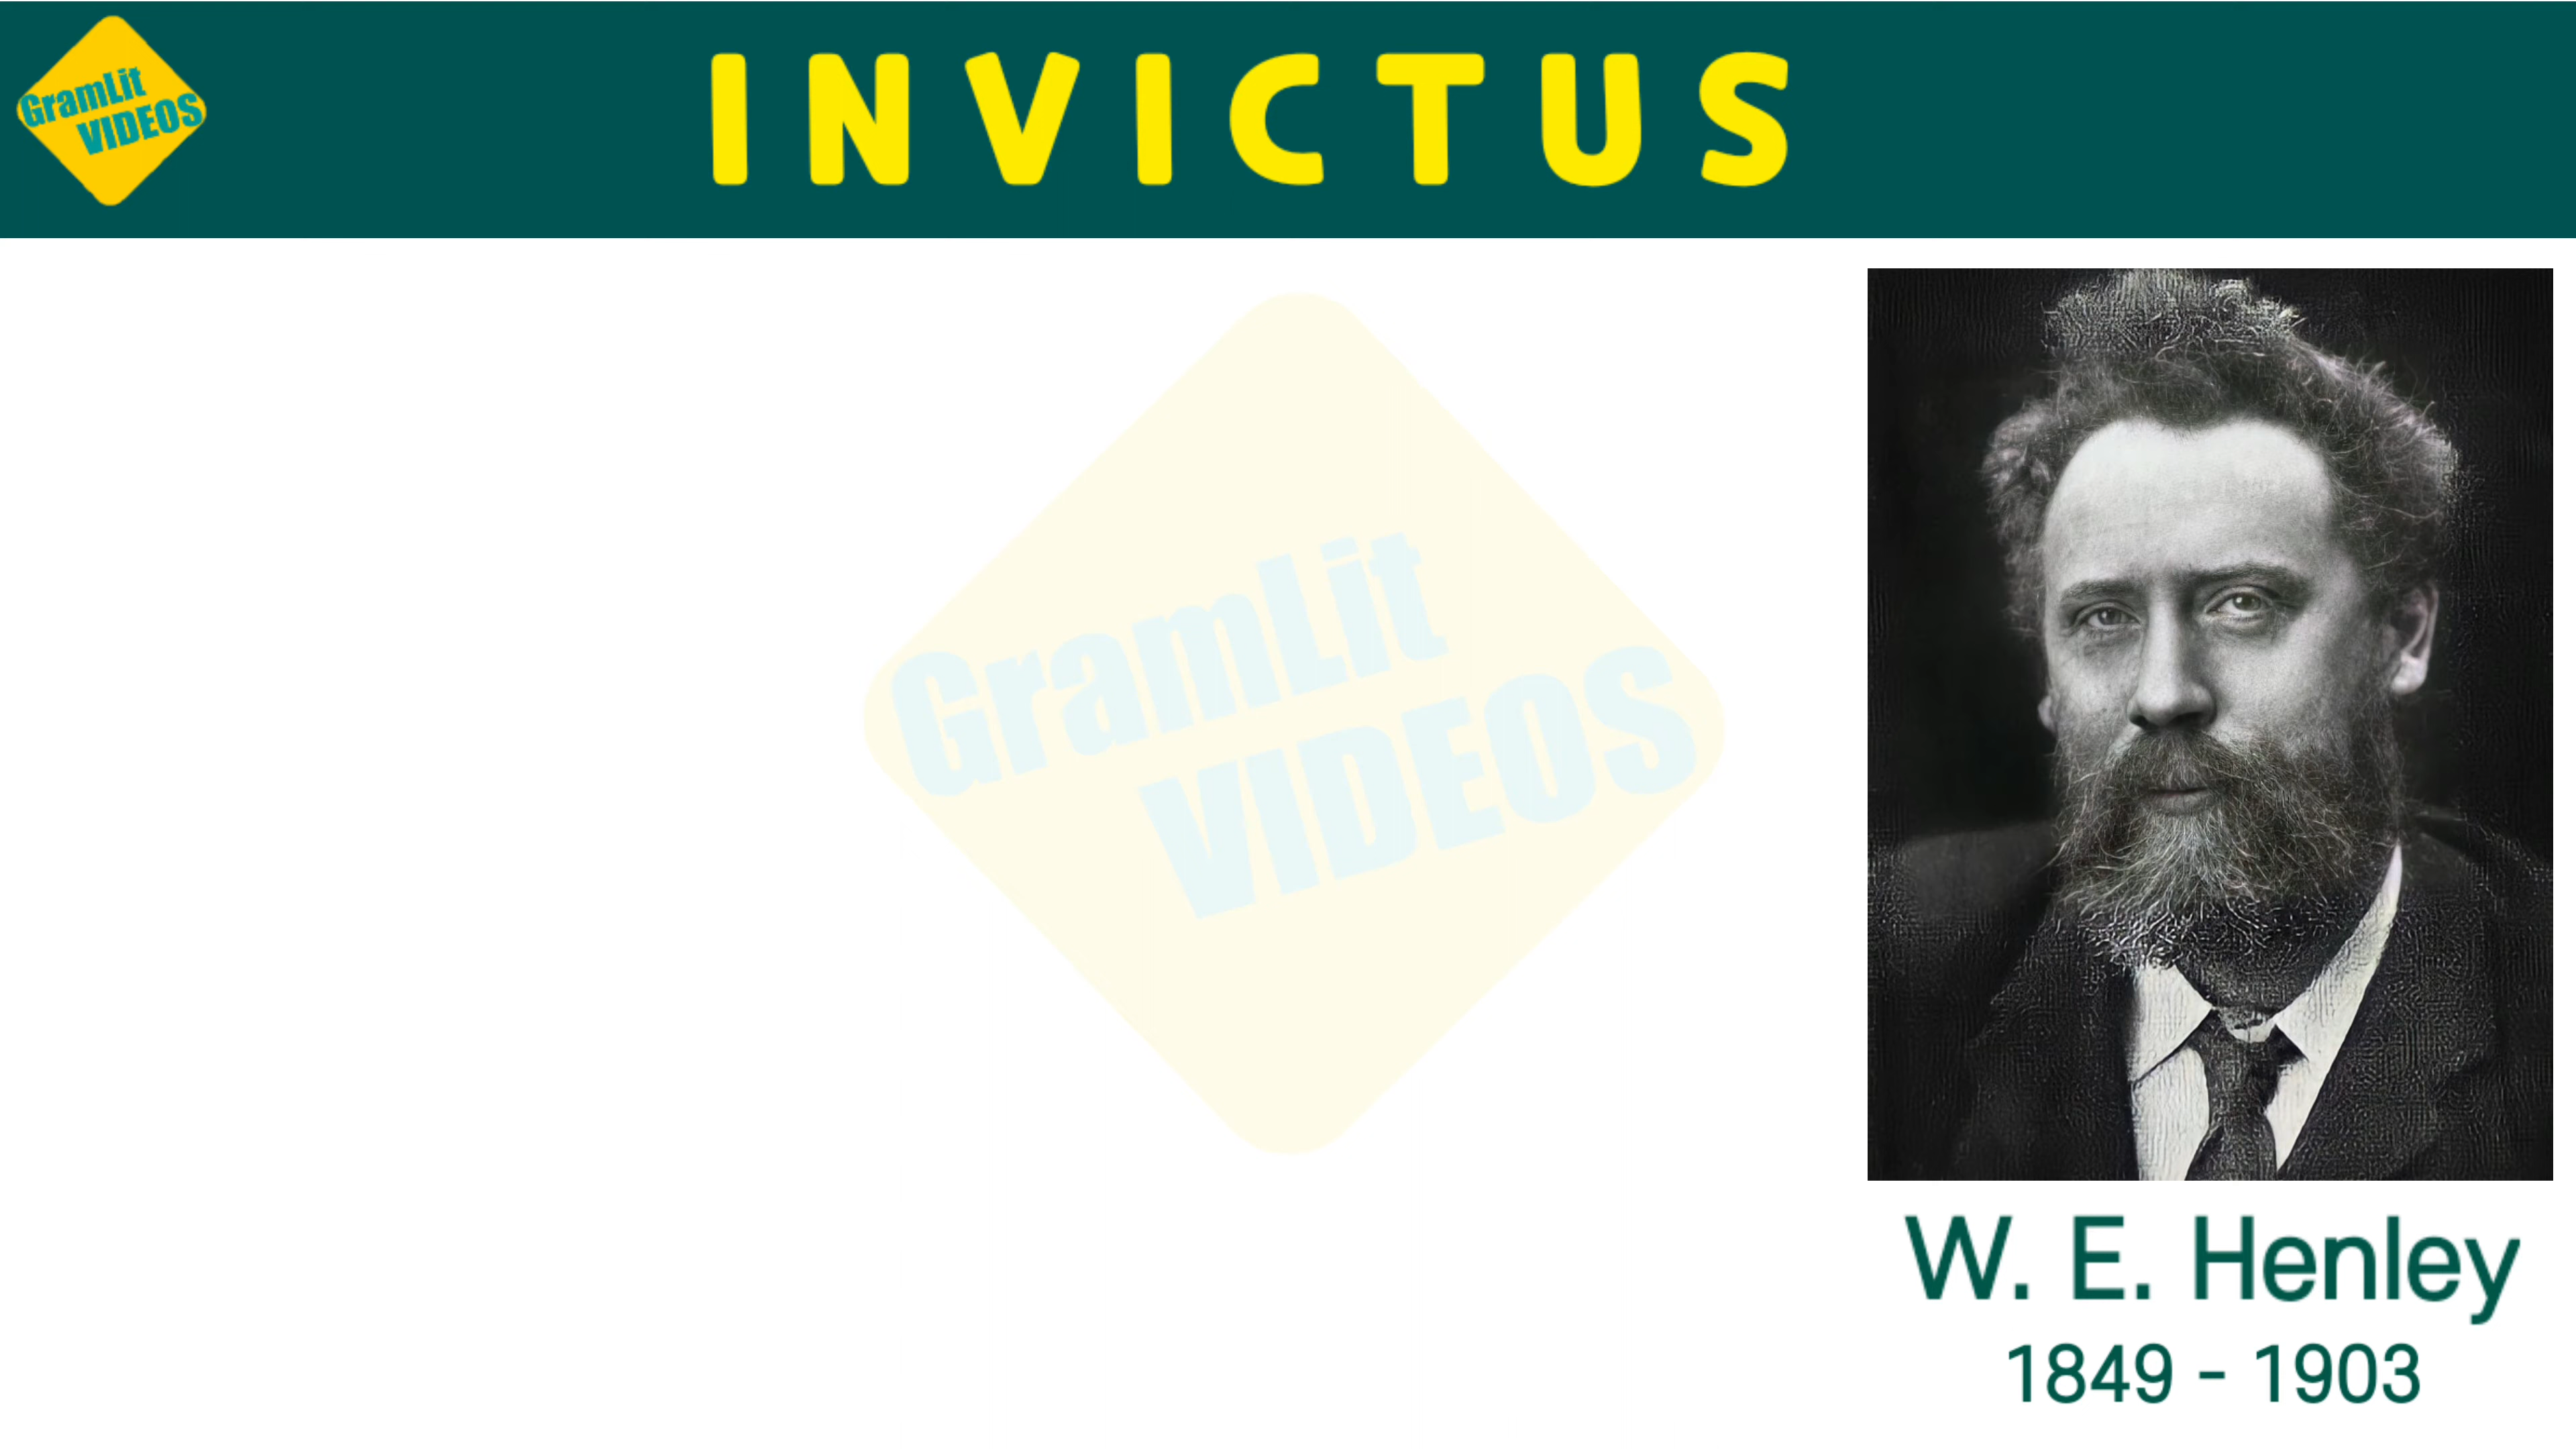 GramLit
VIDEOS
INVICTUS
GramLit
VIDEOS
W. E. Henley
1849 - 1903